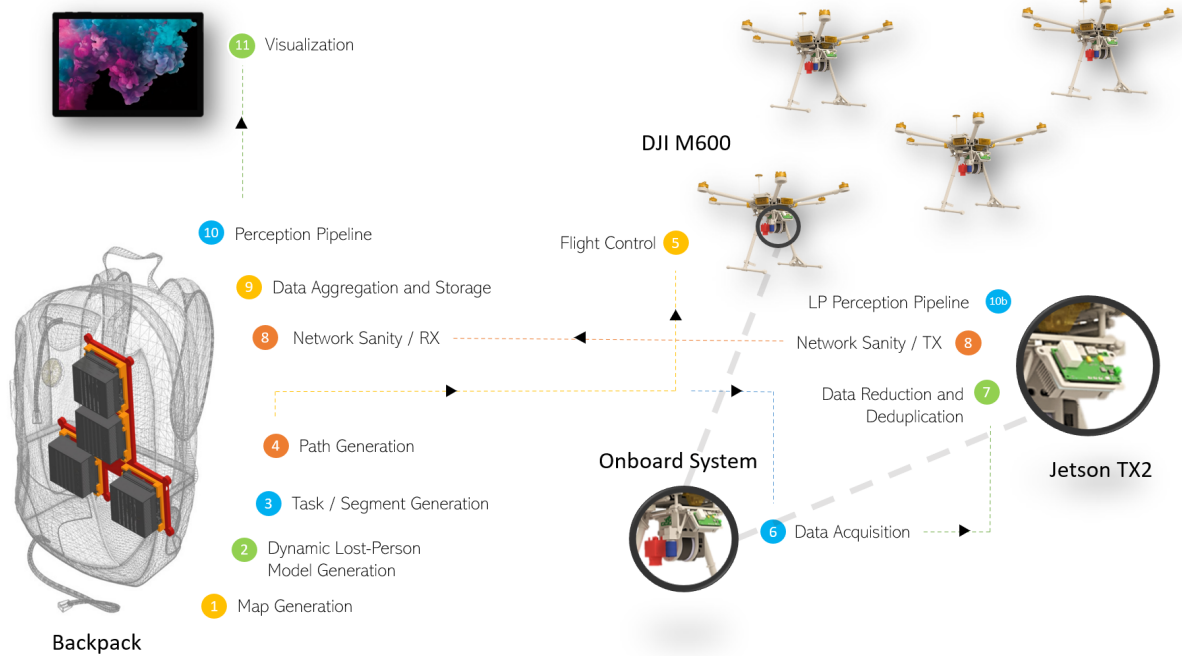 11 Visualization
DJI M600
10 Perception Pipeline
Flight Control 5
9 Data Aggregation and Storage
LP Perception Pipeline 10b
8 Network Sanity / RX
Network Sanity / TX 8
Data Reduction and
Deduplication 7
4 Path Generation
Onboard System
Jetson TX2
3 Task / Segment Generation
6 Data Acquisition
2 Dynamic Lost-Person
Model Generation
1 Map Generation
Backpack